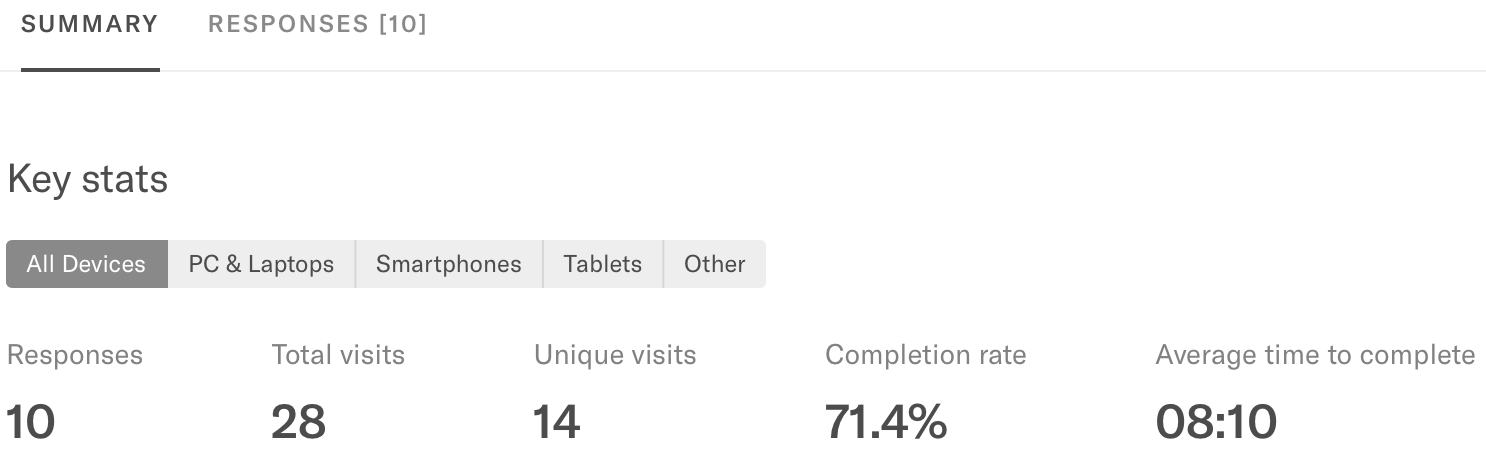 SUMMARY RESPONSES [10]
Key stats
All Devices PC & Laptops Smartphones Tablets Other
Responses Total visits Unique visits Completion rate Average time to complete
10 28 14 71.4% 08:10